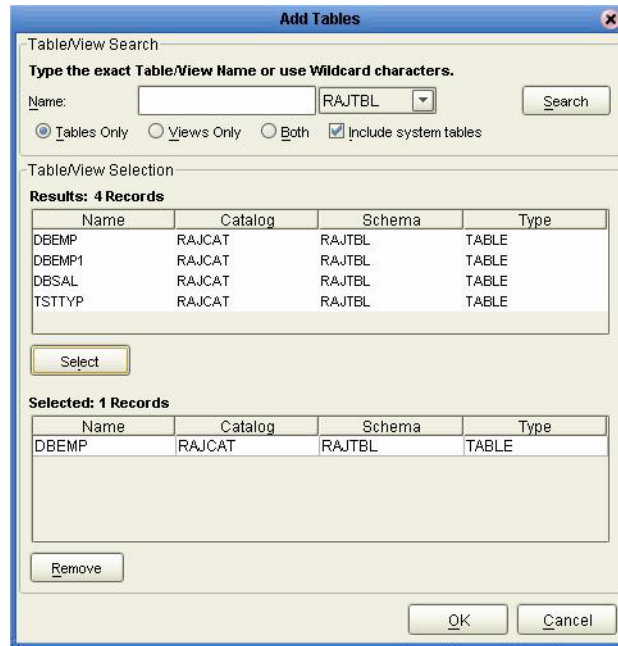 Add Tables
Table/View Search
Type the exact Table/View Name or use Wildcard characters.
Name: RAJTBL Search
Tables Only Views Only Both Include system tables
Table/View Selection
Results: 4 Records
Name Catalog Schema Type
DBEMP RAJCAT RAJTBL TABLE
DBEMP1 RAJCAT RAJTBL TABLE
DBSAL RAJCAT RAJTBL TABLE
TSTTYP RAJCAT RAJTBL TABLE
Select
Selected: 1 Records
Name Catalog Schema Type
DBEMP RAJCAT RAJTBL TABLE
Remove
OK Cancel